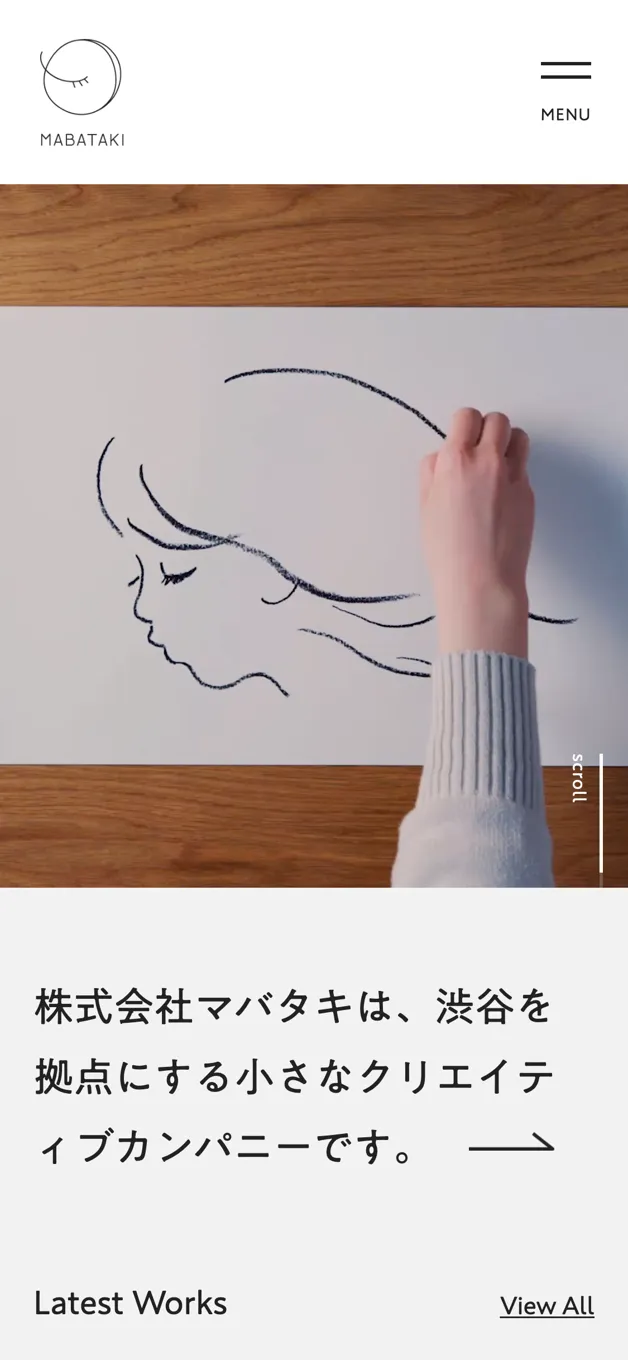 MABATAKI
MENU
scroll
株式会社マバタキは、渋谷を
拠点にする小さなクリエイテ
ィブカンパニーです。
Latest Works
View All